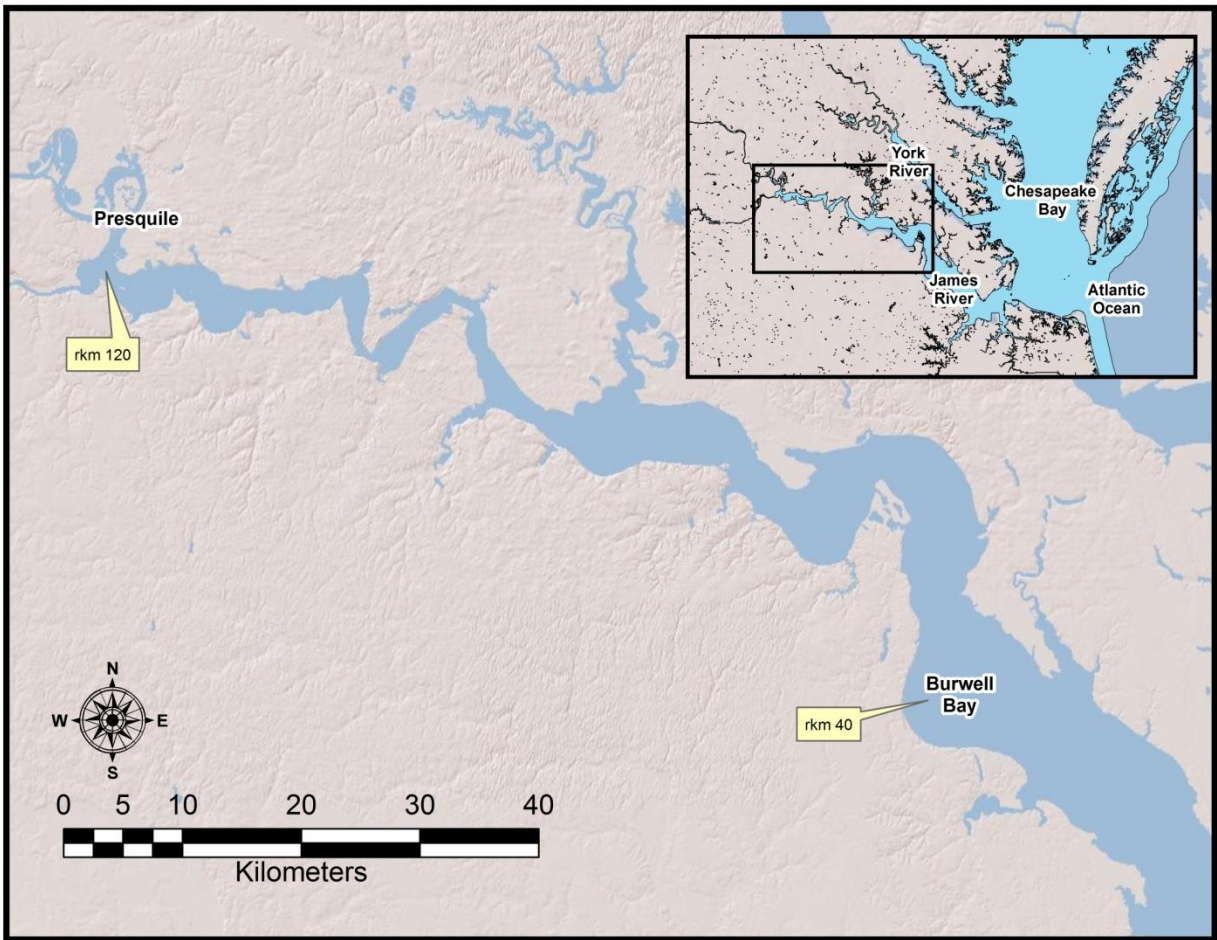 York
River
Chesapeake
Bay
James
River
Atlantic
Ocean
Presquile
rkm 120
Burwell
Bay
rkm 40
N
W
E
S
0 5 10 20 30 40
Kilometers